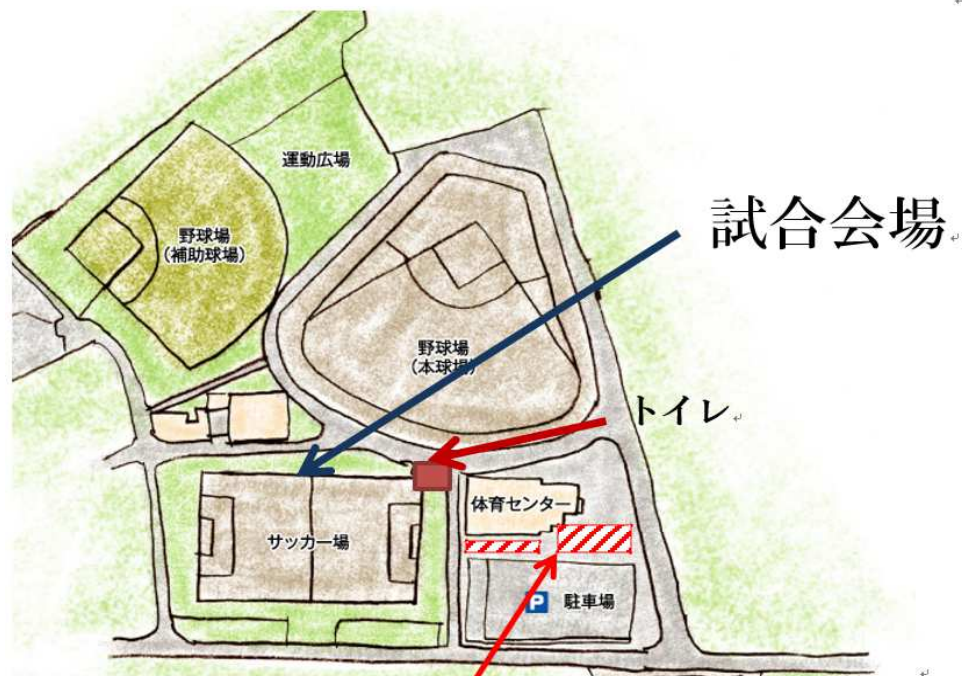 運動広場
試合会場
野球場
(補助球場)
野球場
(本球場)
トイレ
体育センター
サッカー場
P 駐車場